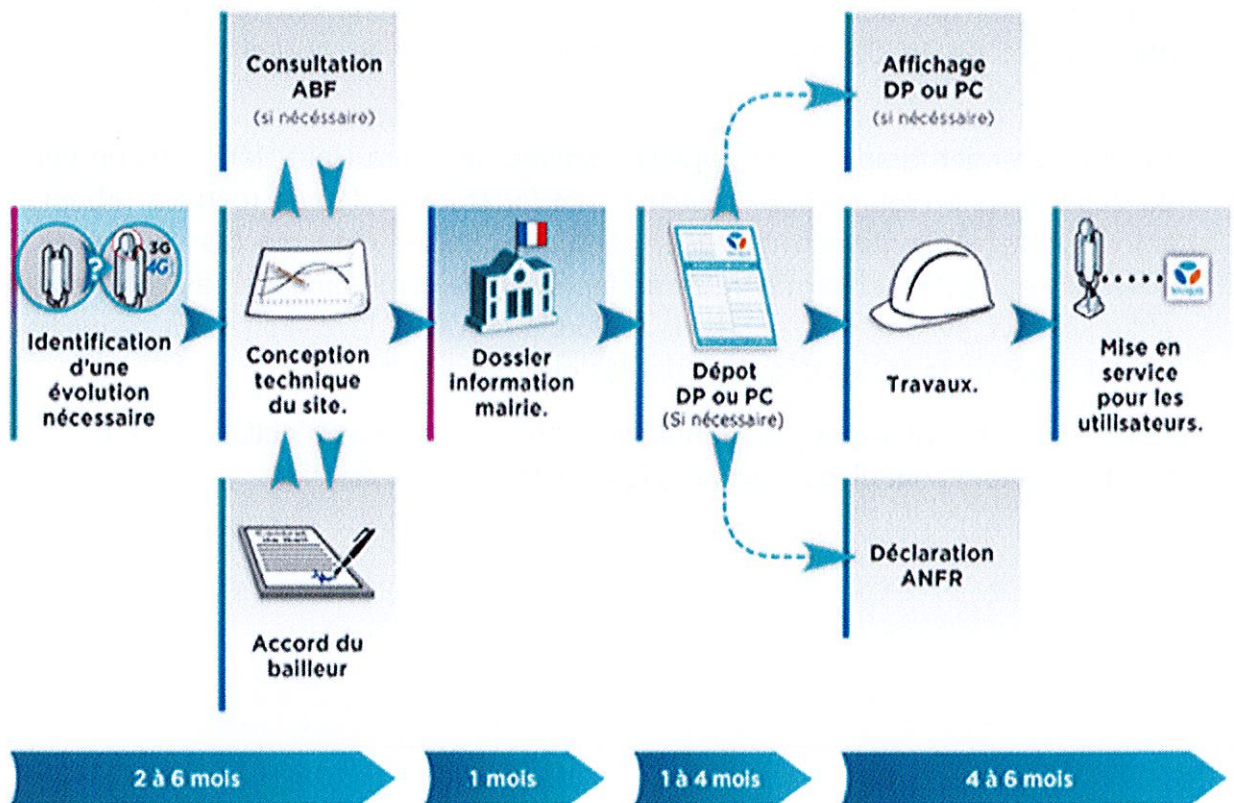 Consultation
ABF
(si nécéssaire)
Affichage
DP ou PC
(si nécéssaire)
?
3G
4G
Identification
d'une
évolution
nécessaire
Conception
technique
du site.
Dossier
information
mairie.
Dépot
DP ou PC
(Si nécessaire)
Travaux.
Mise en
service
pour les
utilisateurs.
Accord du
bailleur
Déclaration
ANFR
2 à 6 mois
1 mois
1 à 4 mois
4 à 6 mois